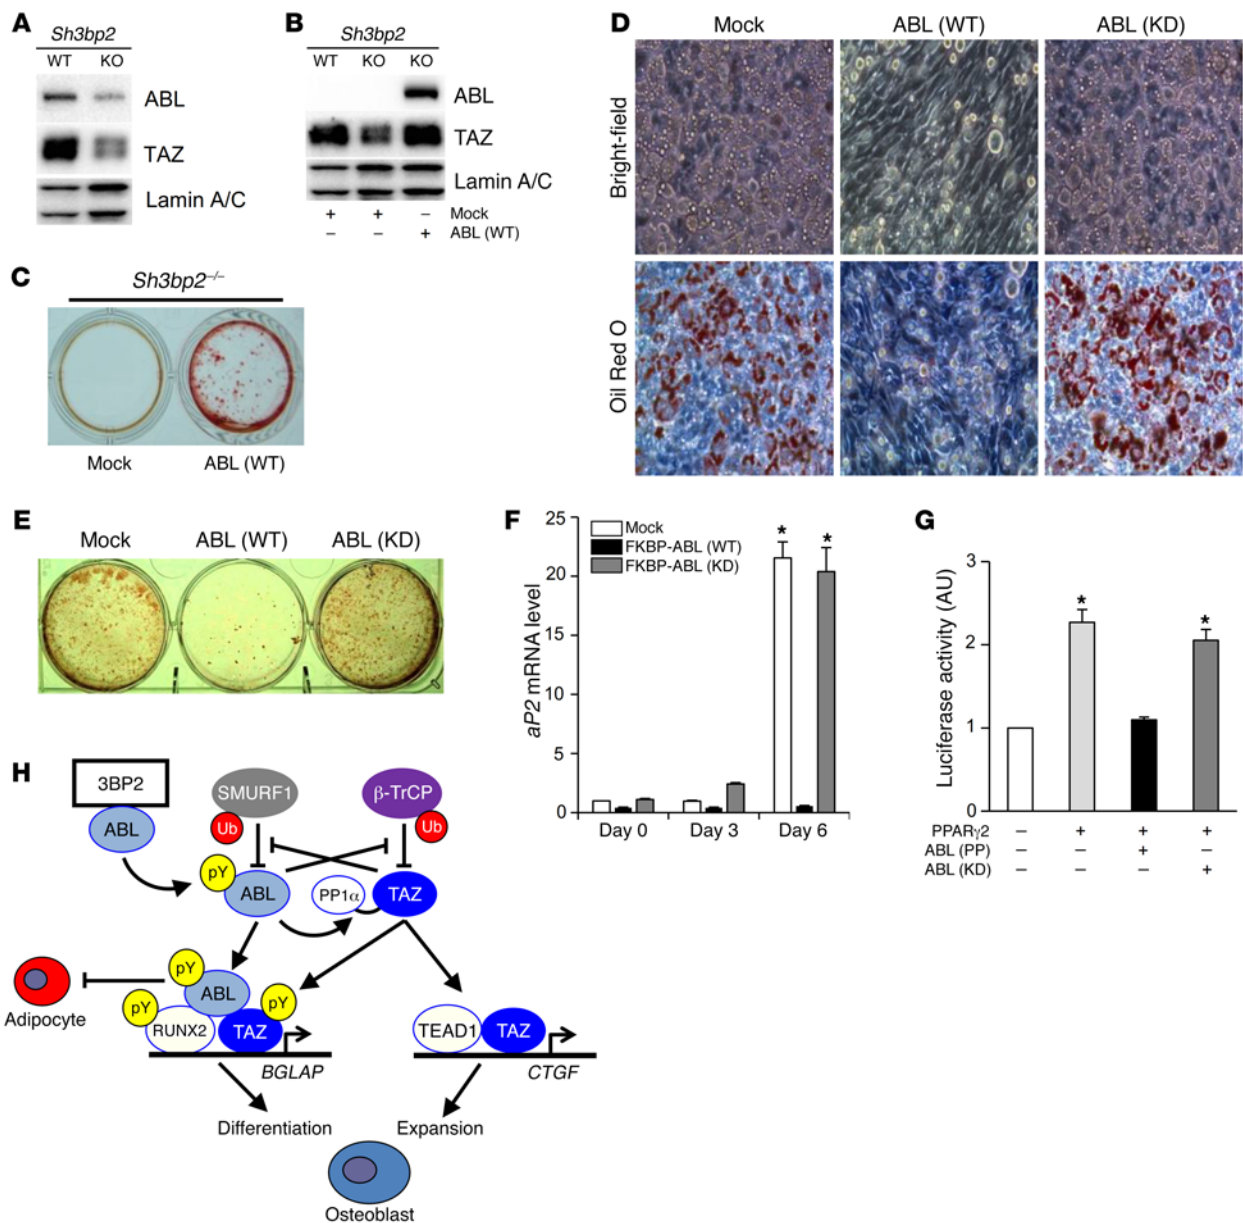 A
Sh3bp2
WT KO
ABL
TAZ
Lamin A/C
B
Sh3bp2
WT KO KO
ABL
TAZ
Lamin A/C
+ + – Mock
– – + ABL (WT)
C
Sh3bp2–/–
Mock ABL (WT)
D
Mock ABL (WT) ABL (KD)
Bright-field
Oil Red O
E
Mock ABL (WT) ABL (KD)
F
aP2 mRNA level
25
20
15
10
5
0
Mock
FKBP-ABL (WT)
FKBP-ABL (KD)
* *
Day 0 Day 3 Day 6
G
Luciferase activity (AU)
3
2
1
0
* *
PPARγ2 – + + +
ABL (PP) – – + –
ABL (KD) – – – +
H
3BP2
ABL
SMURF1
Ub
β-TrCP
Ub
pY
ABL
PP1α
TAZ
pY
ABL
pY
RUNX2
pY
TAZ
Adipocyte
BGLAP
TEAD1
TAZ
CTGF
Differentiation
Expansion
Osteoblast